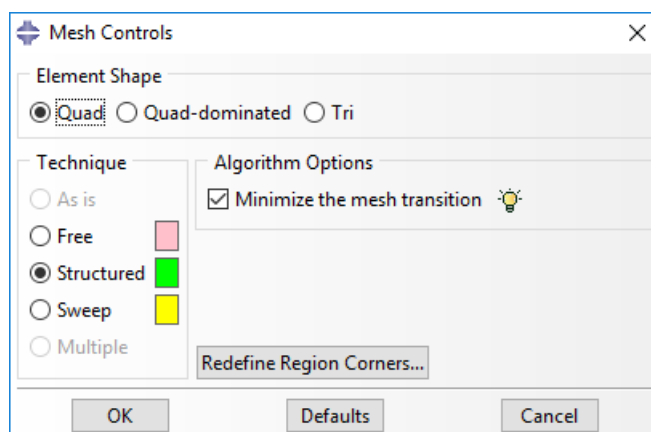 Mesh Controls
Element Shape
Quad Quad-dominated Tri
Technique
As is
Free
Structured
Sweep
Multiple
Algorithm Options
Minimize the mesh transition
Redefine Region Corners...
OK Defaults Cancel